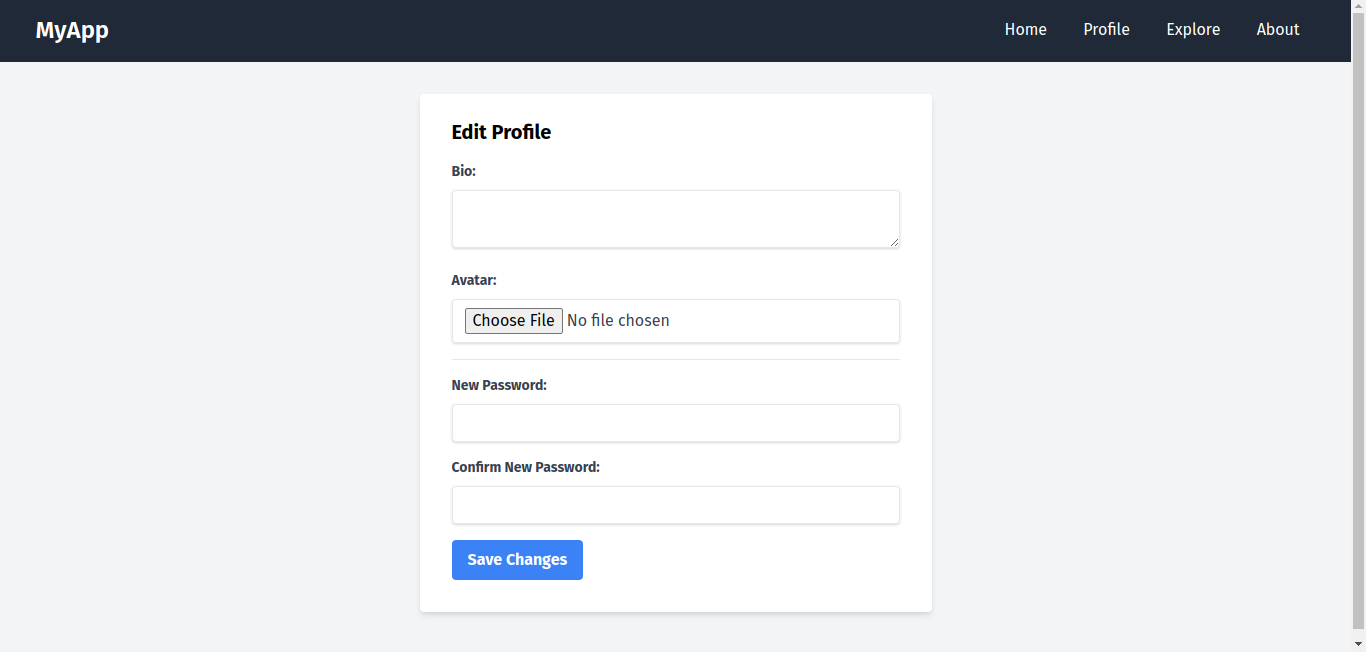 MyApp Home Profile Explore About
Edit Profile
Bio:
Avatar:
Choose File No file chosen
New Password:
Confirm New Password:
Save Changes